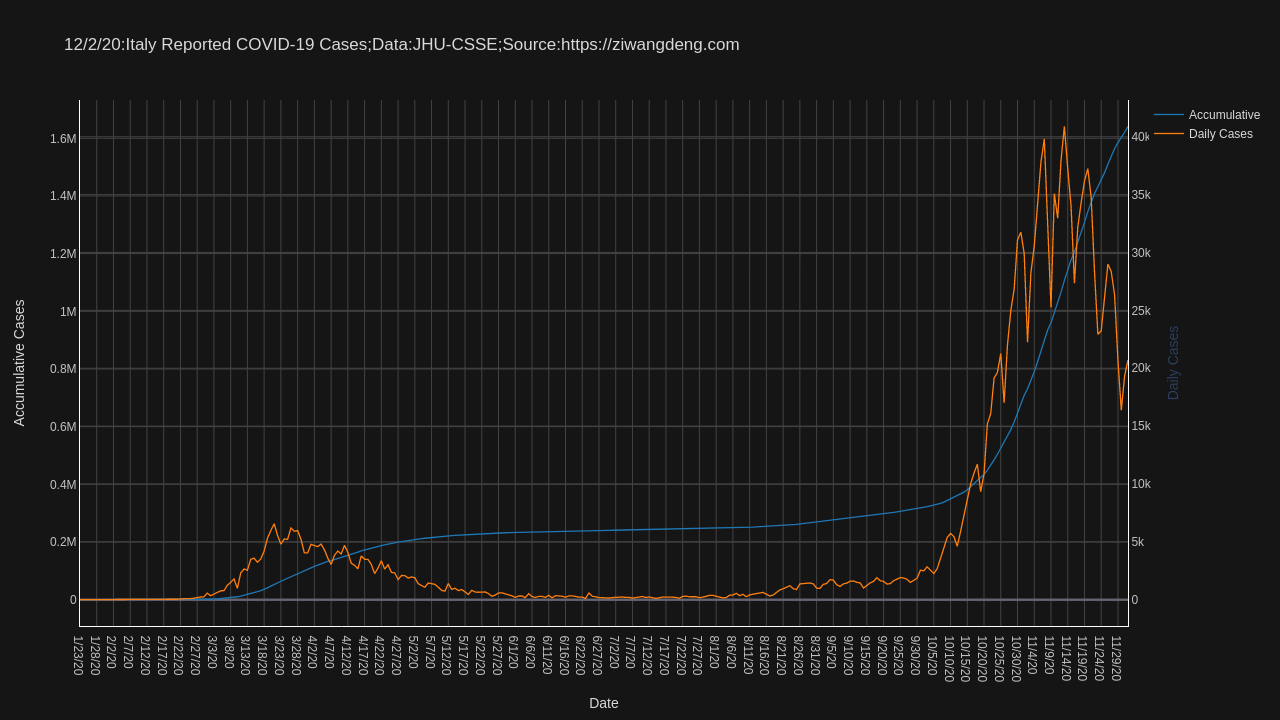 12/2/20:Italy Reported COVID-19 Cases;Data:JHU-CSSE;Source:https://ziwangdeng.com
Accumulative
Daily Cases
1.6M
1.4M
1.2M
1M
0.8M
0.6M
0.4M
0.2M
0
Accumulative Cases
40k
35k
30k
25k
20k
15k
10k
5k
0
Daily Cases
1/23/20
1/28/20
2/2/20
2/7/20
2/12/20
2/17/20
2/22/20
2/27/20
3/3/20
3/8/20
3/13/20
3/18/20
3/23/20
3/28/20
4/2/20
4/7/20
4/12/20
4/17/20
4/22/20
4/27/20
5/2/20
5/7/20
5/12/20
5/17/20
5/22/20
5/27/20
6/1/20
6/6/20
6/11/20
6/16/20
6/22/20
6/27/20
7/2/20
7/7/20
7/12/20
7/17/20
7/22/20
7/27/20
8/1/20
8/6/20
8/11/20
8/16/20
8/21/20
8/26/20
8/31/20
9/5/20
9/10/20
9/15/20
9/20/20
9/25/20
9/30/20
10/5/20
10/10/20
10/15/20
10/20/20
10/25/20
10/30/20
11/4/20
11/9/20
11/14/20
11/19/20
11/24/20
11/29/20
Date